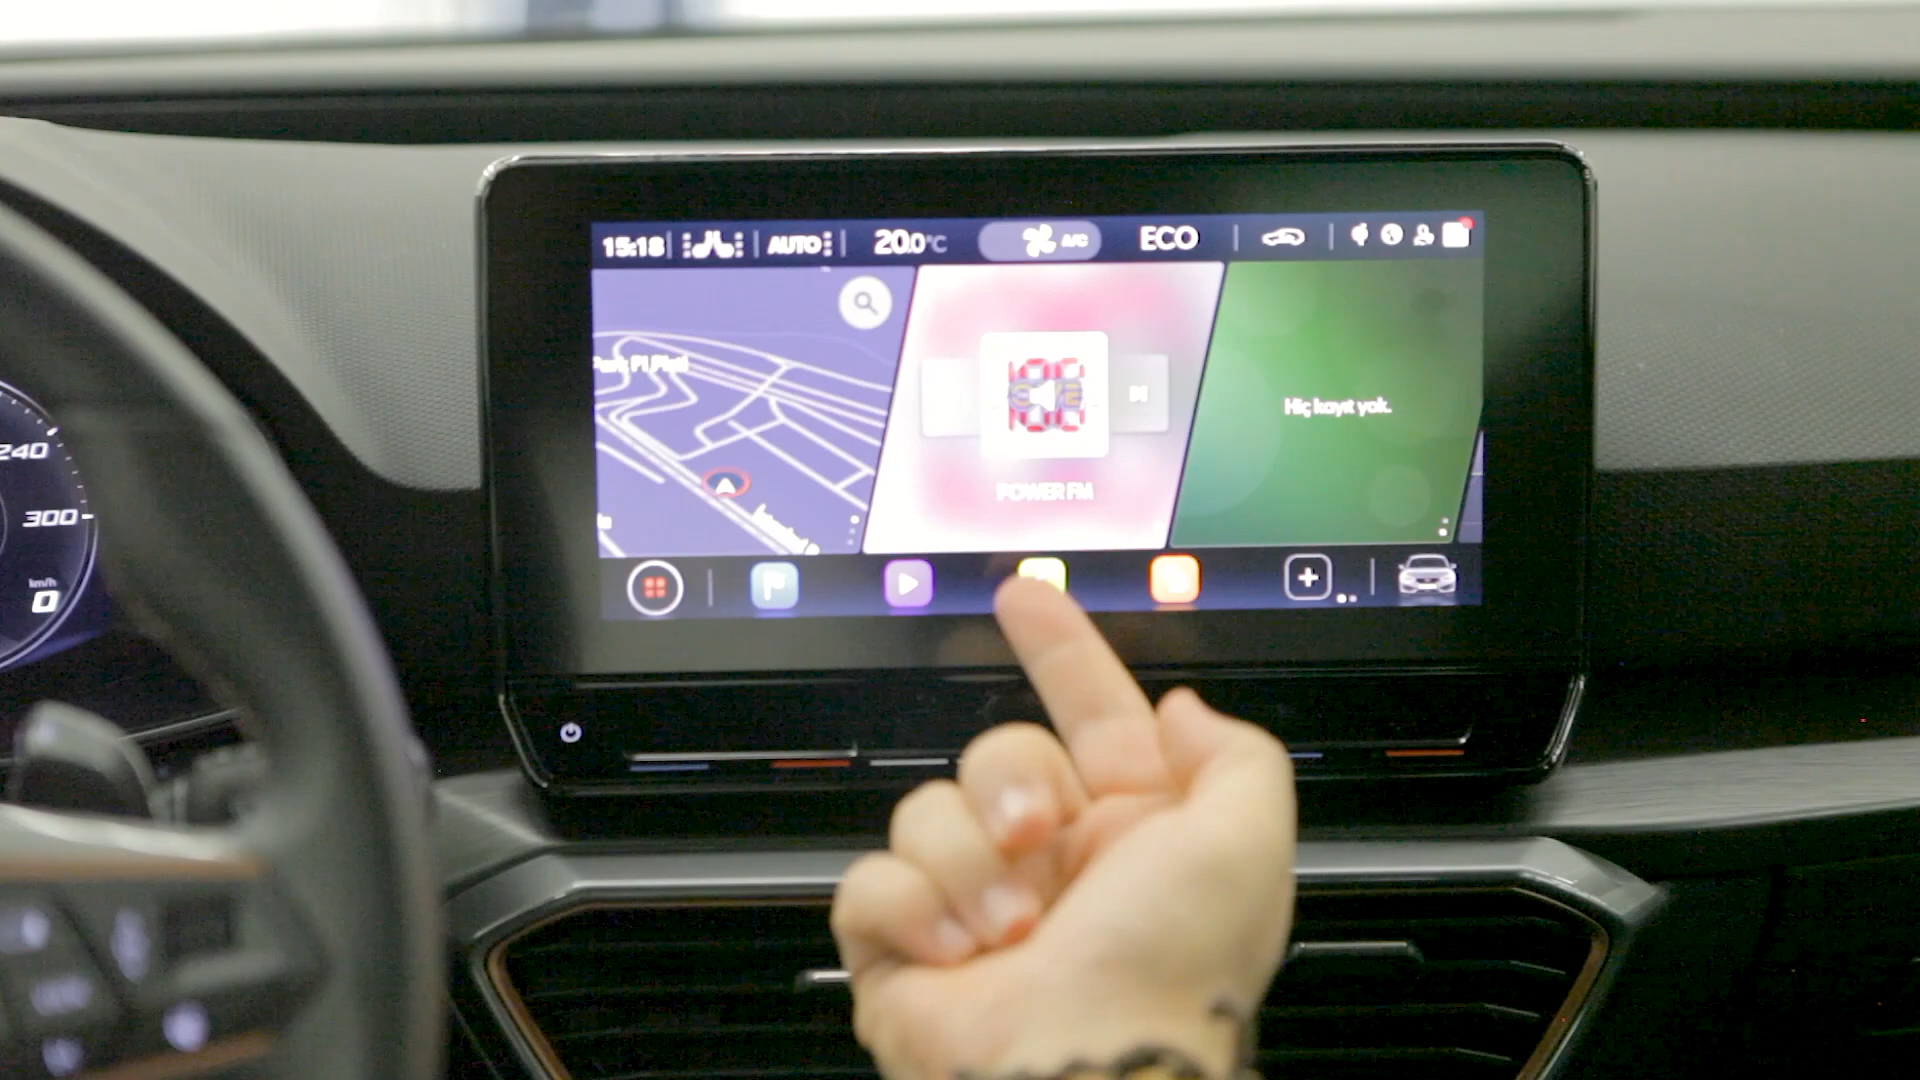 15:18 AUTO 20.0°C A/C ECO
POWER FM
Hiç kayıt yok.
240
300
km/h
0